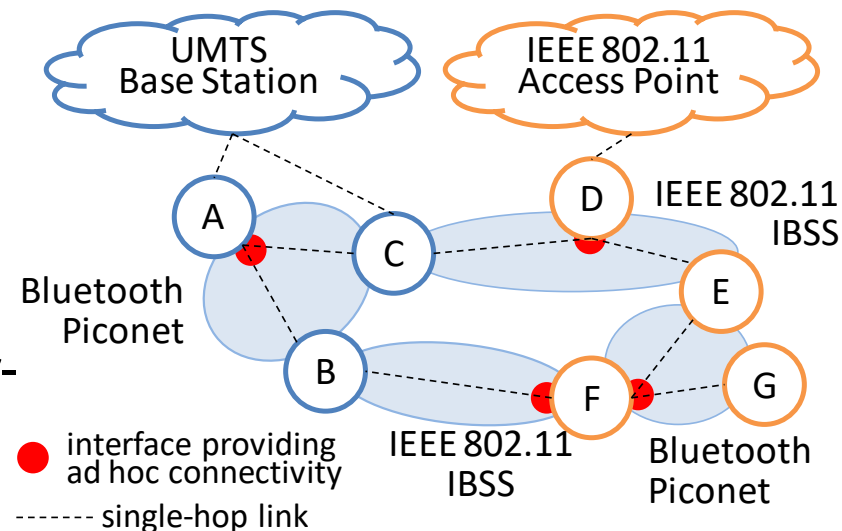 UMTS
Base Station
IEEE 802.11
Access Point
A
D
IEEE 802.11
IBSS
C
E
Bluetooth
Piconet
B
F
G
-
IEEE 802.11
IBSS
Bluetooth
Piconet
interface providing
ad hoc connectivity
single-hop link